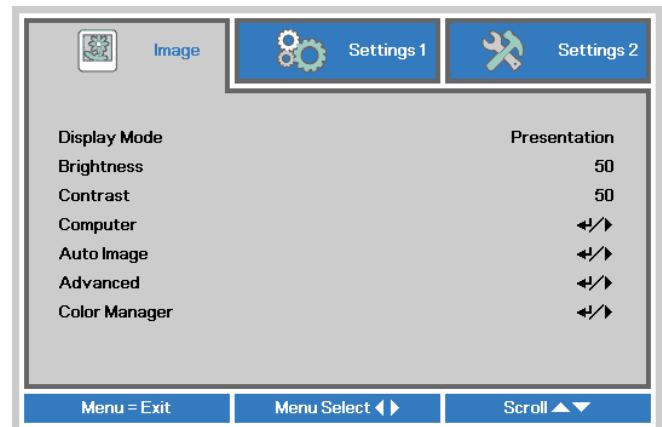 Image Settings 1 Settings 2
Display Mode Presentation
Brightness 50
Contrast 50
Computer ↵/▶
Auto Image ↵/▶
Advanced ↵/▶
Color Manager ↵/▶
Menu = Exit Menu Select ◀▶ Scroll ▲▼